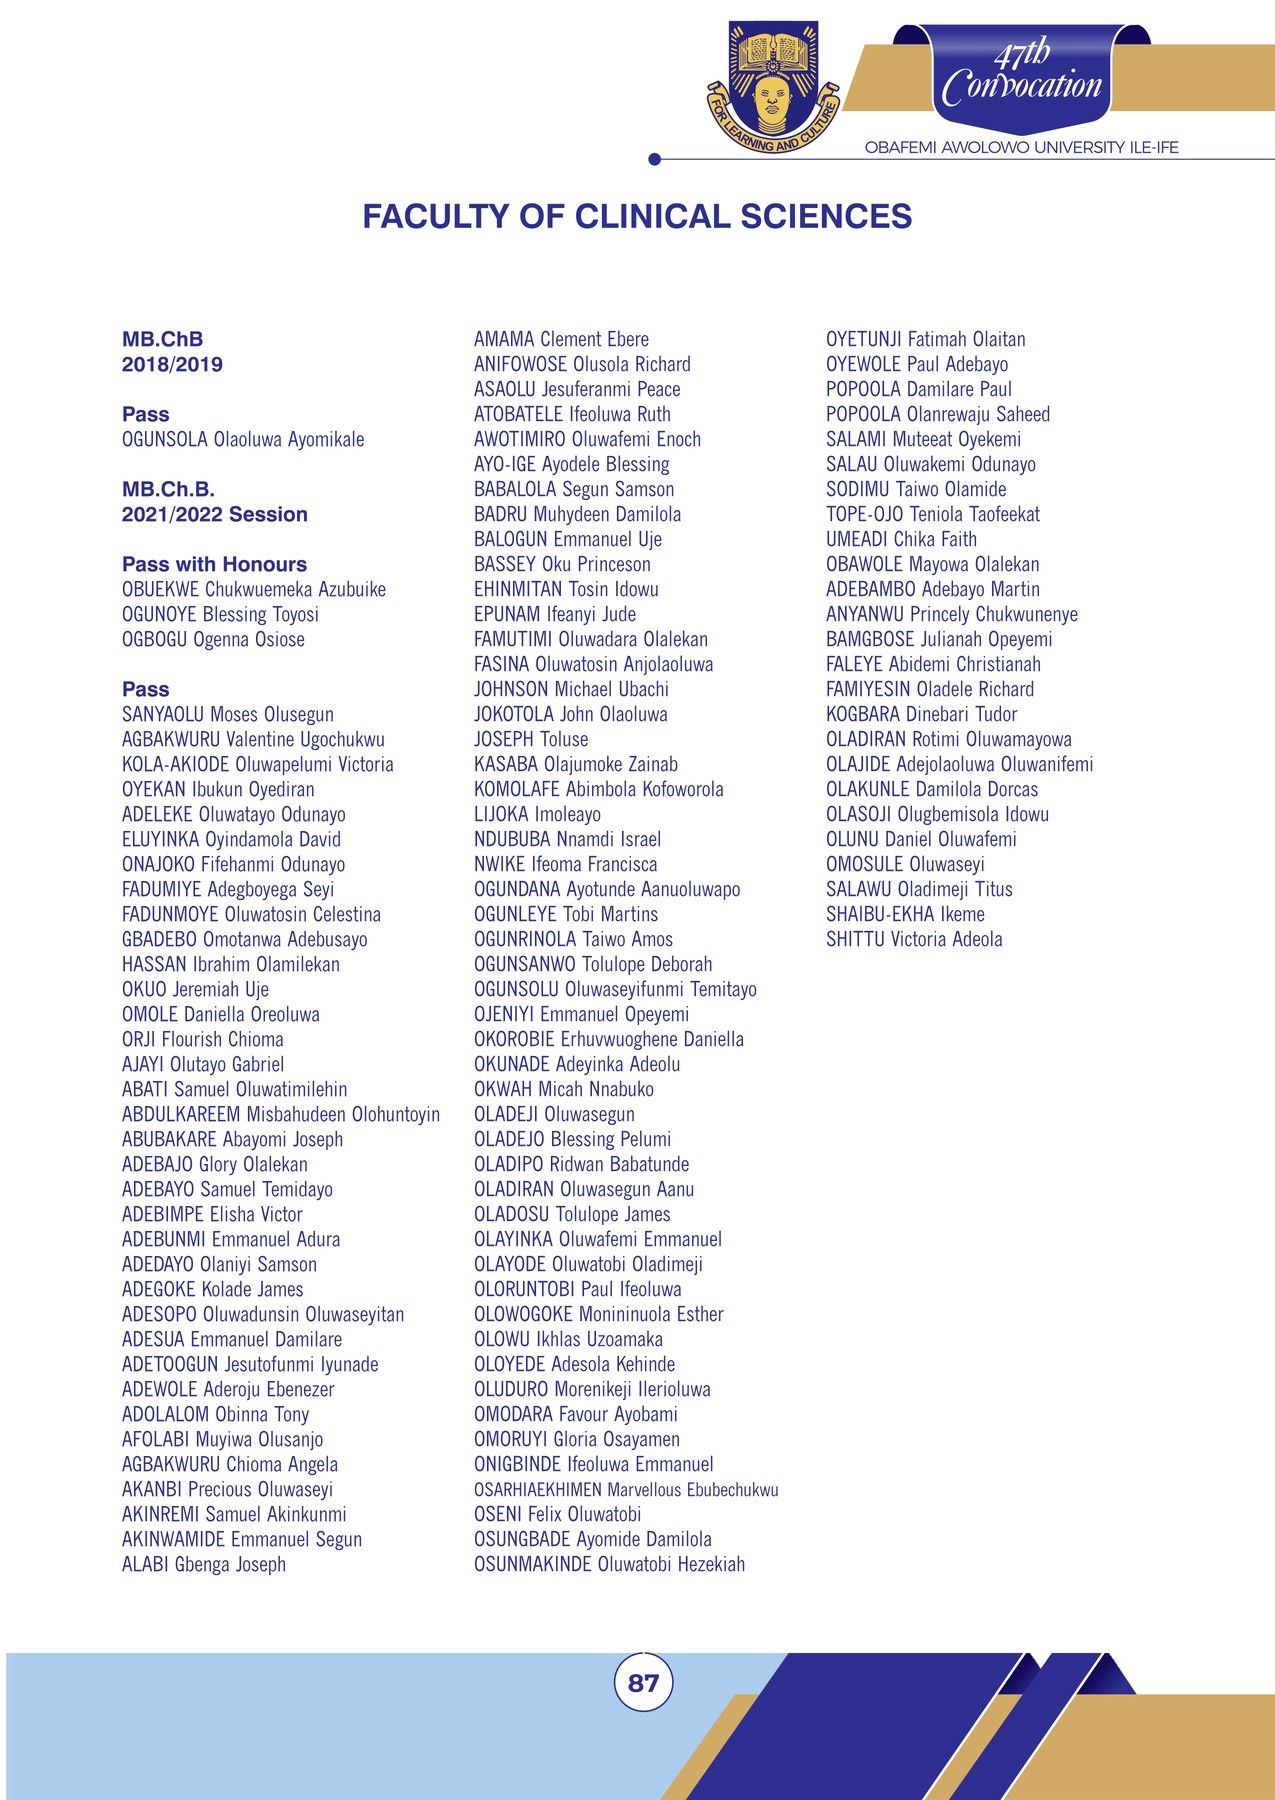 FOR LEARNING AND CULTURE
47th
Convocation
OBAFEMI AWOLOWO UNIVERSITY ILE-IFE
FACULTY OF CLINICAL SCIENCES
MB.ChB
2018/2019
Pass
OGUNSOLA Olaoluwa Ayomikale
MB.Ch.B.
2021/2022 Session
Pass with Honours
OBUEKWE Chukwuemeka Azubuike
OGUNOYE Blessing Toyosi
OGBOGU Ogenna Osiose
Pass
SANYAOLU Moses Olusegun
AGBAKWURU Valentine Ugochukwu
KOLA-AKIODE Oluwapelumi Victoria
OYEKAN Ibukun Oyediran
ADELEKE Oluwatayo Odunayo
ELUYINKA Oyindamola David
ONAJOKO Fifehanmi Odunayo
FADUMIYE Adegboyega Seyi
FADUNMOYE Oluwatosin Celestina
GBADEBO Omotanwa Adebusayo
HASSAN Ibrahim Olamilekan
OKUO Jeremiah Uje
OMOLE Daniella Oreoluwa
ORJI Flourish Chioma
AJAYI Olutayo Gabriel
ABATI Samuel Oluwatimilehin
ABDULKAREEM Misbahudeen Olohuntoyin
ABUBAKARE Abayomi Joseph
ADEBAJO Glory Olalekan
ADEBAYO Samuel Temidayo
ADEBIMPE Elisha Victor
ADEBUNMI Emmanuel Adura
ADEDAYO Olaniyi Samson
ADEGOKE Kolade James
ADESOPO Oluwadunsin Oluwaseyitan
ADESUA Emmanuel Damilare
ADETOOGUN Jesutofunmi Iyunade
ADEWOLE Aderoju Ebenezer
ADOLALOM Obinna Tony
AFOLABI Muyiwa Olusanjo
AGBAKWURU Chioma Angela
AKANBI Precious Oluwaseyi
AKINREMI Samuel Akinkunmi
AKINWAMIDE Emmanuel Segun
ALABI Gbenga Joseph
AMAMA Clement Ebere
ANIFOWOSE Olusola Richard
ASAOLU Jesuferanmi Peace
ATOBATELE Ifeoluwa Ruth
AWOTIMIRO Oluwafemi Enoch
AYO-IGE Ayodele Blessing
BABALOLA Segun Samson
BADRU Muhydeen Damilola
BALOGUN Emmanuel Uje
BASSEY Oku Princeson
EHINMITAN Tosin Idowu
EPUNAM Ifeanyi Jude
FAMUTIMI Oluwadara Olalekan
FASINA Oluwatosin Anjolaoluwa
JOHNSON Michael Ubachi
JOKOTOLA John Olaoluwa
JOSEPH Toluse
KASABA Olajumoke Zainab
KOMOLAFE Abimbola Kofoworola
LIJOKA Imoleayo
NDUBUBA Nnamdi Israel
NWIKE Ifeoma Francisca
OGUNDANA Ayotunde Aanuoluwapo
OGUNLEYE Tobi Martins
OGUNRINOLA Taiwo Amos
OGUNSANWO Tolulope Deborah
OGUNSOLU Oluwaseyifunmi Temitayo
OJENIYI Emmanuel Opeyemi
OKOROBIE Erhuvwuoghene Daniella
OKUNADE Adeyinka Adeolu
OKWAH Micah Nnabuko
OLADEJI Oluwasegun
OLADEJO Blessing Pelumi
OLADIPO Ridwan Babatunde
OLADIRAN Oluwasegun Aanu
OLADOSU Tolulope James
OLAYINKA Oluwafemi Emmanuel
OLAYODE Oluwatobi Oladimeji
OLORUNTOBI Paul Ifeoluwa
OLOWOGOKE Monininuola Esther
OLOWU Ikhlas Uzoamaka
OLOYEDE Adesola Kehinde
OLUDURO Morenikeji Ilerioluwa
OMODARA Favour Ayobami
OMORUYI Gloria Osayamen
ONIGBINDE Ifeoluwa Emmanuel
OSARHIAEKHIMEN Marvellous Ebubechukwu
OSENI Felix Oluwatobi
OSUNGBADE Ayomide Damilola
OSUNMAKINDE Oluwatobi Hezekiah
OYETUNJI Fatimah Olaitan
OYEWOLE Paul Adebayo
POPOOLA Damilare Paul
POPOOLA Olanrewaju Saheed
SALAMI Muteeat Oyekemi
SALAU Oluwakemi Odunayo
SODIMU Taiwo Olamide
TOPE-OJO Teniola Taofeekat
UMEADI Chika Faith
OBAWOLE Mayowa Olalekan
ADEBAMBO Adebayo Martin
ANYANWU Princely Chukwunenye
BAMGBOSE Julianah Opeyemi
FALEYE Abidemi Christianah
FAMIYESIN Oladele Richard
KOGBARA Dinebari Tudor
OLADIRAN Rotimi Oluwamayowa
OLAJIDE Adejolaoluwa Oluwanifemi
OLAKUNLE Damilola Dorcas
OLASOJI Olugbemisola Idowu
OLUNU Daniel Oluwafemi
OMOSULE Oluwaseyi
SALAWU Oladimeji Titus
SHAIBU-EKHA Ikeme
SHITTU Victoria Adeola
87